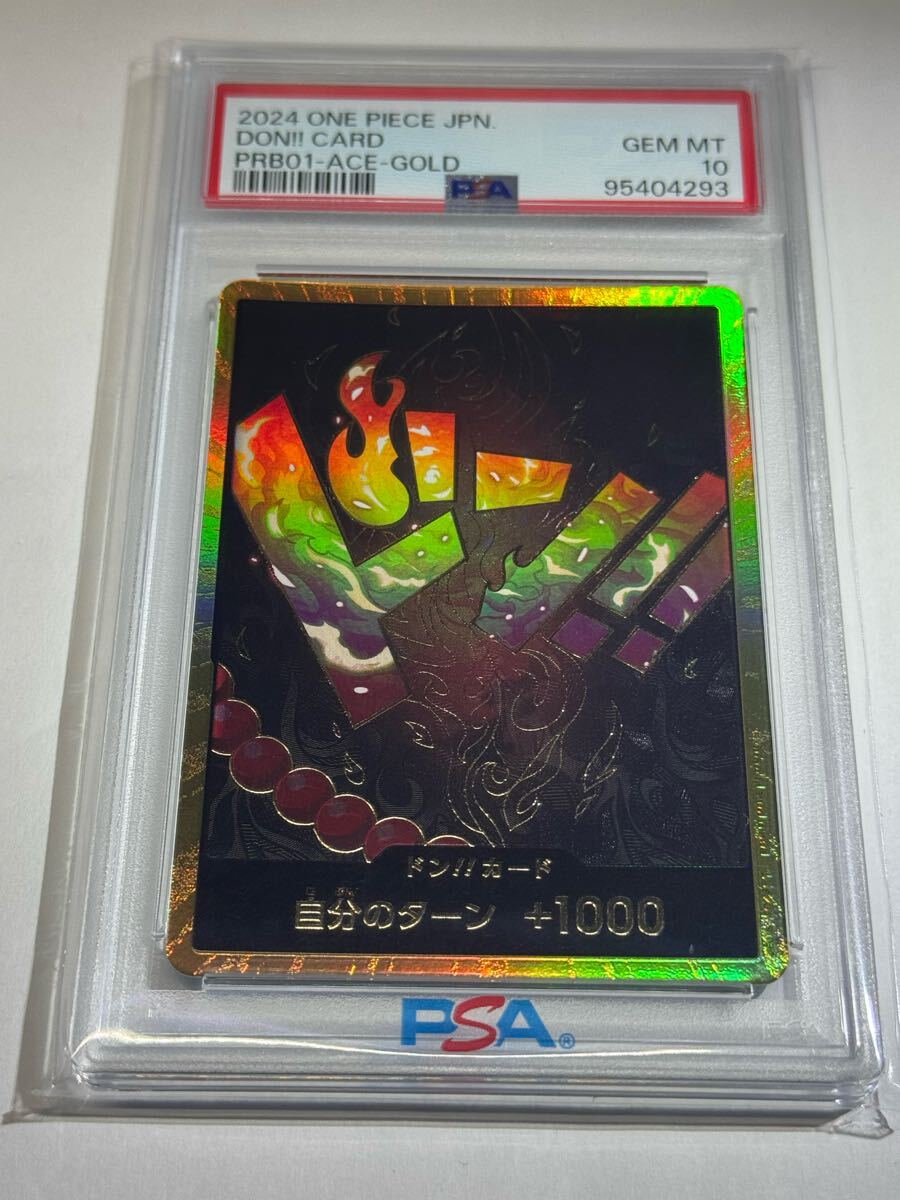 2024 ONE PIECE JPN.
DON!! CARD
GEM MT
PRB01-ACE-GOLD
10
PSA
95404293
ドン!!
ドン!!カード
自分のターン +1000
PSA®